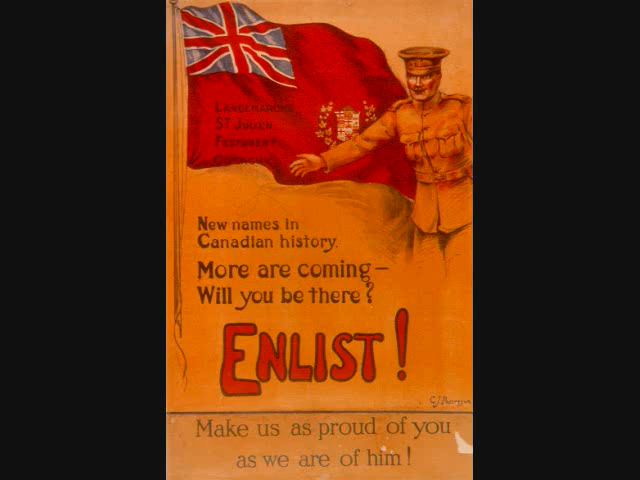 LANGEMARCKE
ST JULIEN
FESTUBERT
New names in
Canadian history.
More are coming –
Will you be there?
ENLIST!
Make us as proud of you
as we are of him!